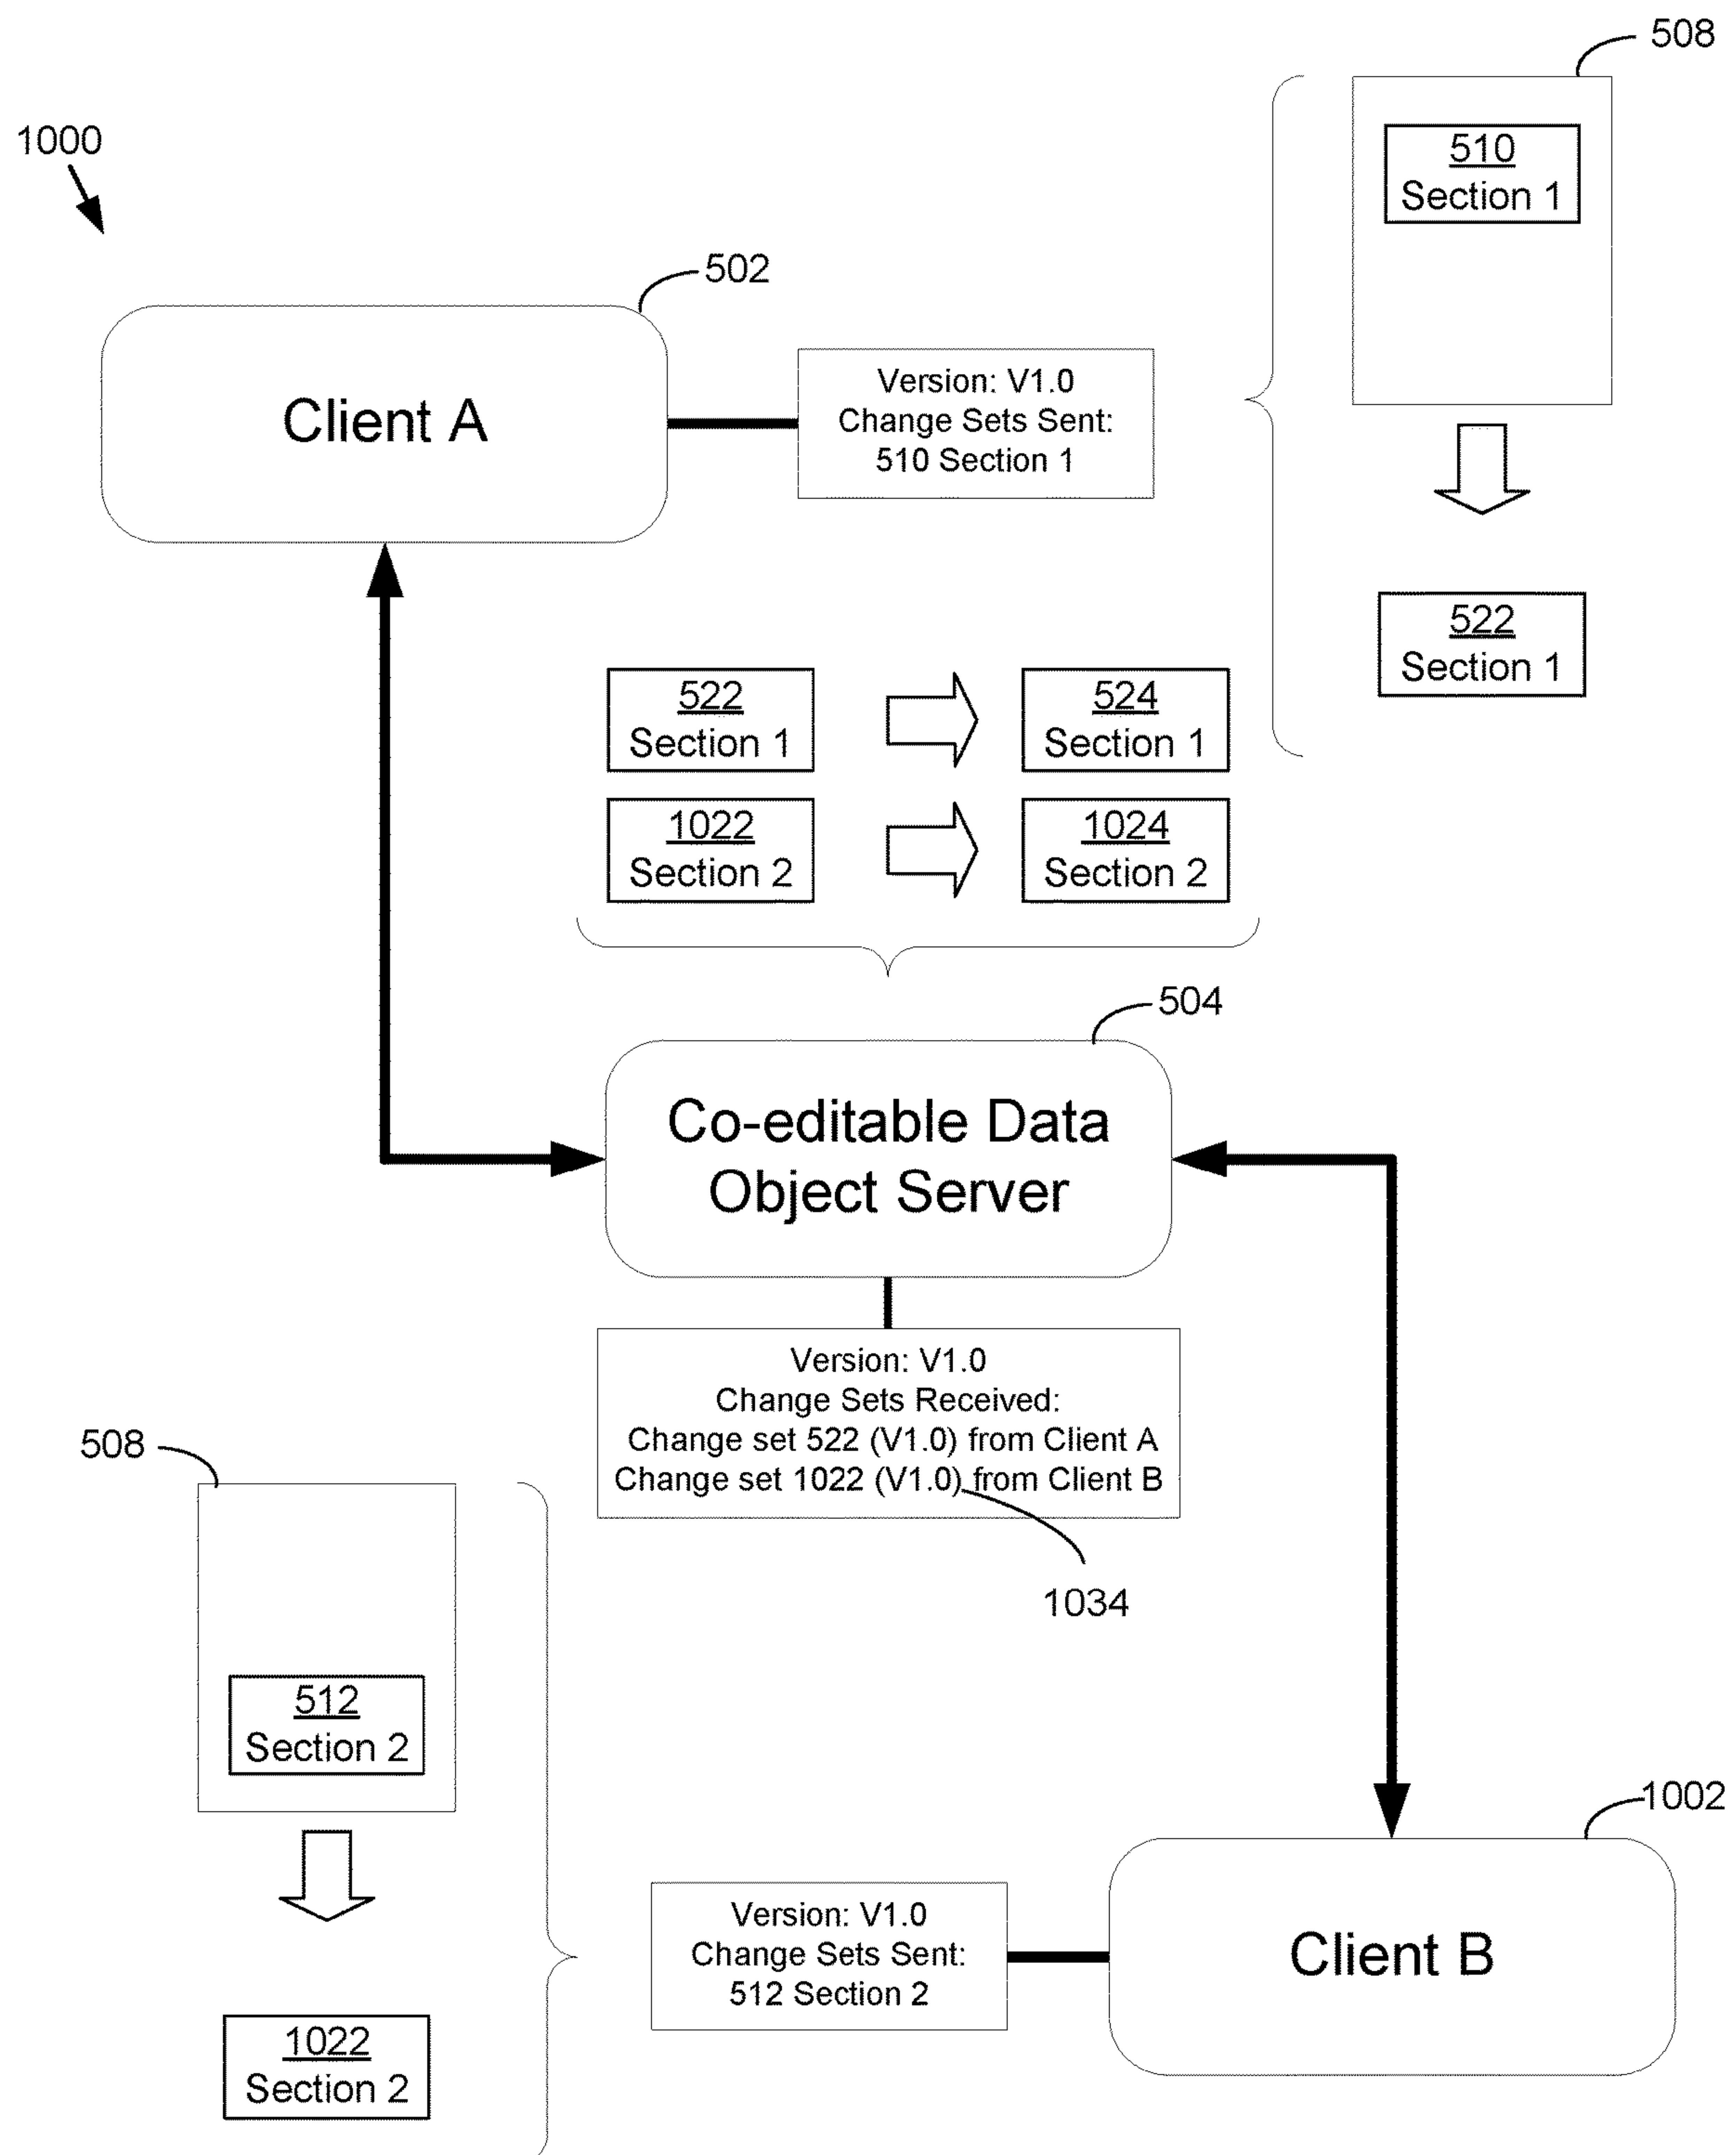 508
1000
510
Section 1
502
Client A
Version: V1.0
Change Sets Sent:
510 Section 1
522
Section 1
522
Section 1
524
Section 1
1022
Section 2
1024
Section 2
504
Co-editable Data
Object Server
Version: V1.0
Change Sets Received:
Change set 522 (V1.0) from Client A
Change set 1022 (V1.0) from Client B
1034
508
512
Section 2
1022
Section 2
Version: V1.0
Change Sets Sent:
512 Section 2
1002
Client B